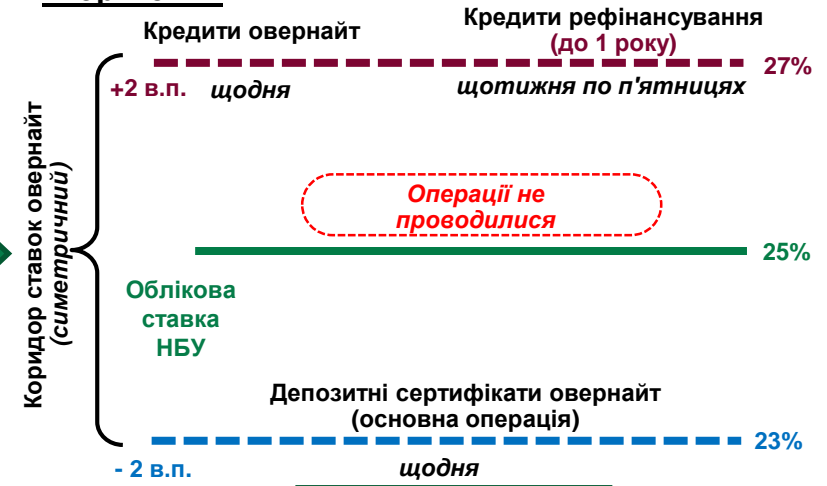 Кредити овернайт
Кредити рефінансування
(до 1 року)
27%
+2 в.п.
щодня
щотижня по п'ятницях
Коридор ставок овернайт
(симетричний)
Операції не
проводилися
25%
Облікова
ставка
НБУ
Депозитні сертифікати овернайт
(основна операція)
23%
- 2 в.п.
щодня